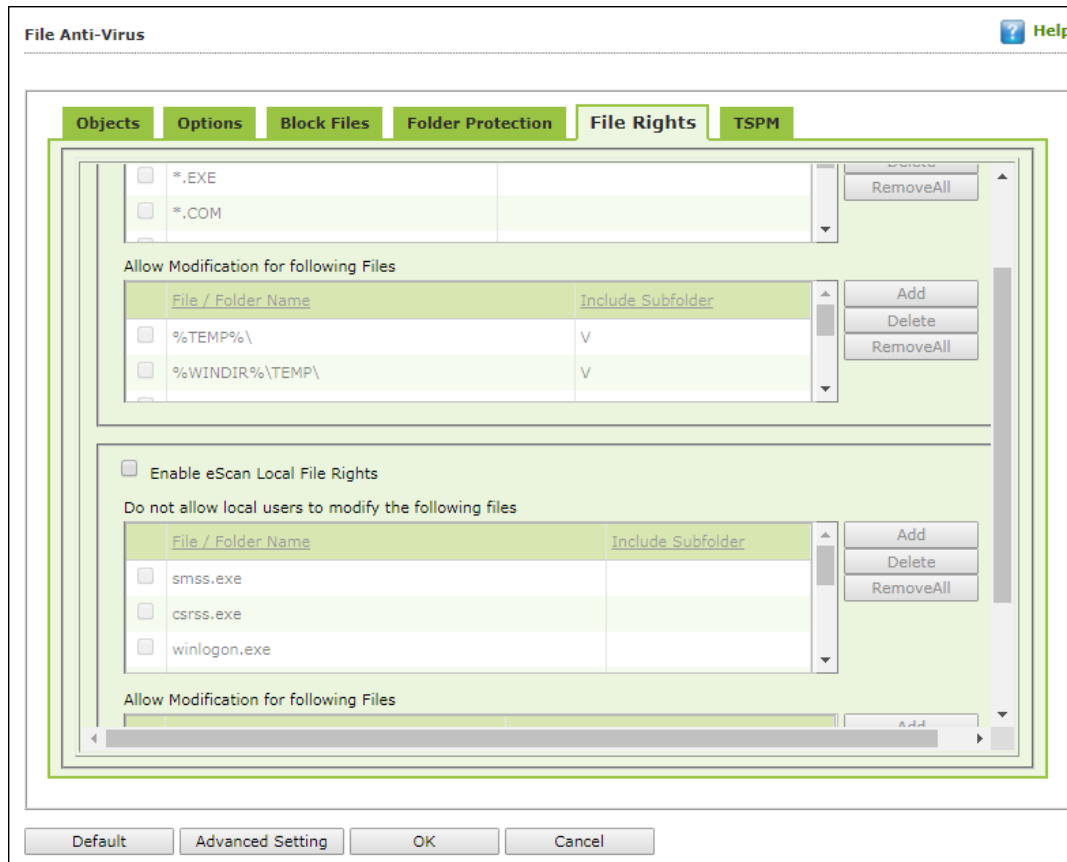 File Anti-Virus
Help
Objects Options Block Files Folder Protection File Rights TSPM
Delete
*.EXE
RemoveAll
*.COM
Allow Modification for following Files
File / Folder Name Include Subfolder
Add
Delete
%TEMP%\ V
RemoveAll
%WINDIR%\TEMP\ V
Enable eScan Local File Rights
Do not allow local users to modify the following files
File / Folder Name Include Subfolder
Add
Delete
smss.exe
RemoveAll
csrss.exe
winlogon.exe
Allow Modification for following Files
Add
Default Advanced Setting OK Cancel